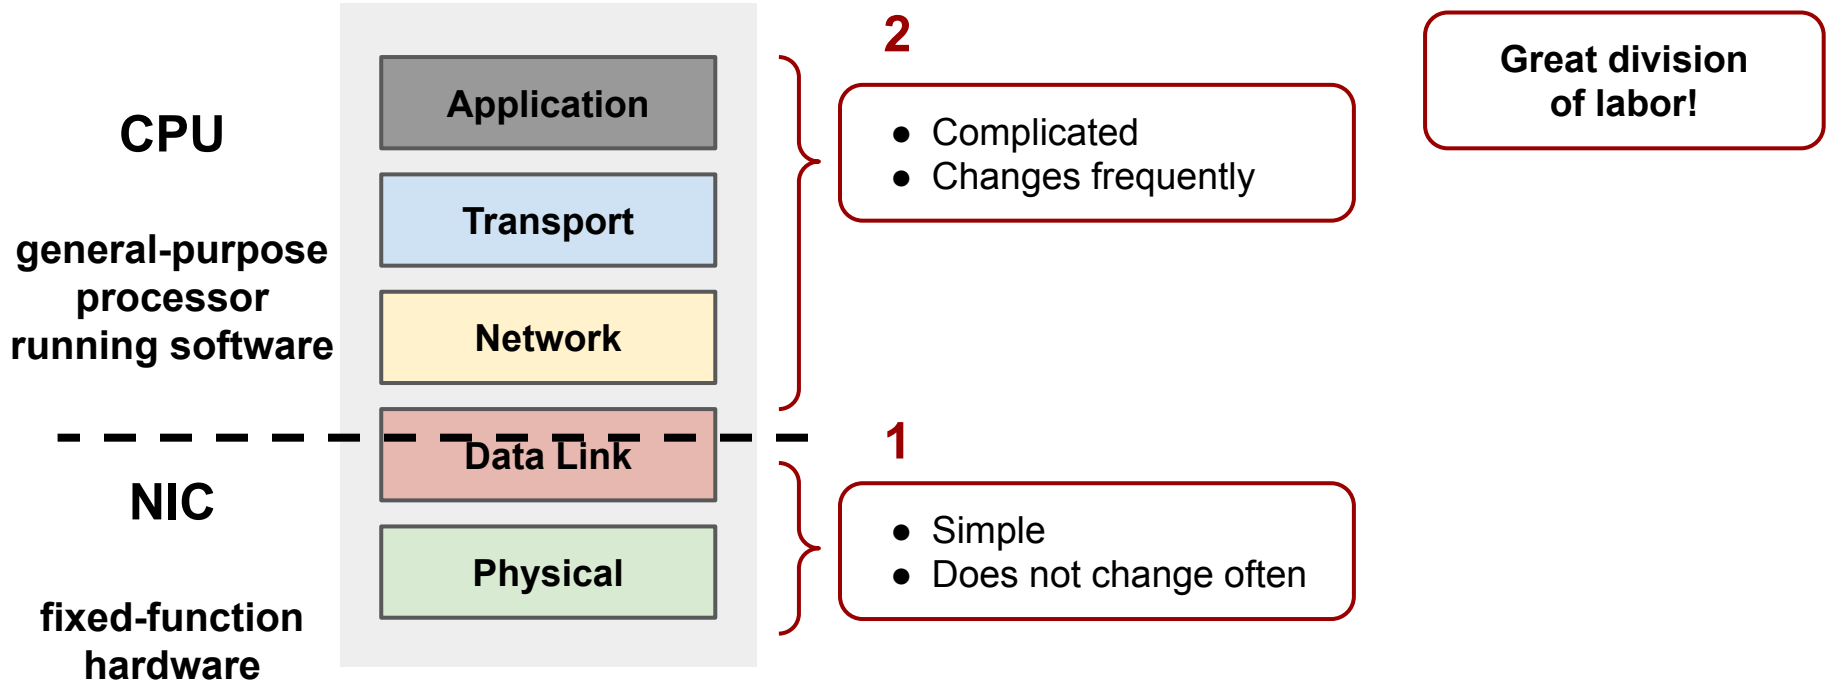 CPU
general-purpose
processor
running software
NIC
fixed-function
hardware
Application
Transport
Network
Data Link
Physical
2
● Complicated
● Changes frequently
1
● Simple
● Does not change often
Great division
of labor!